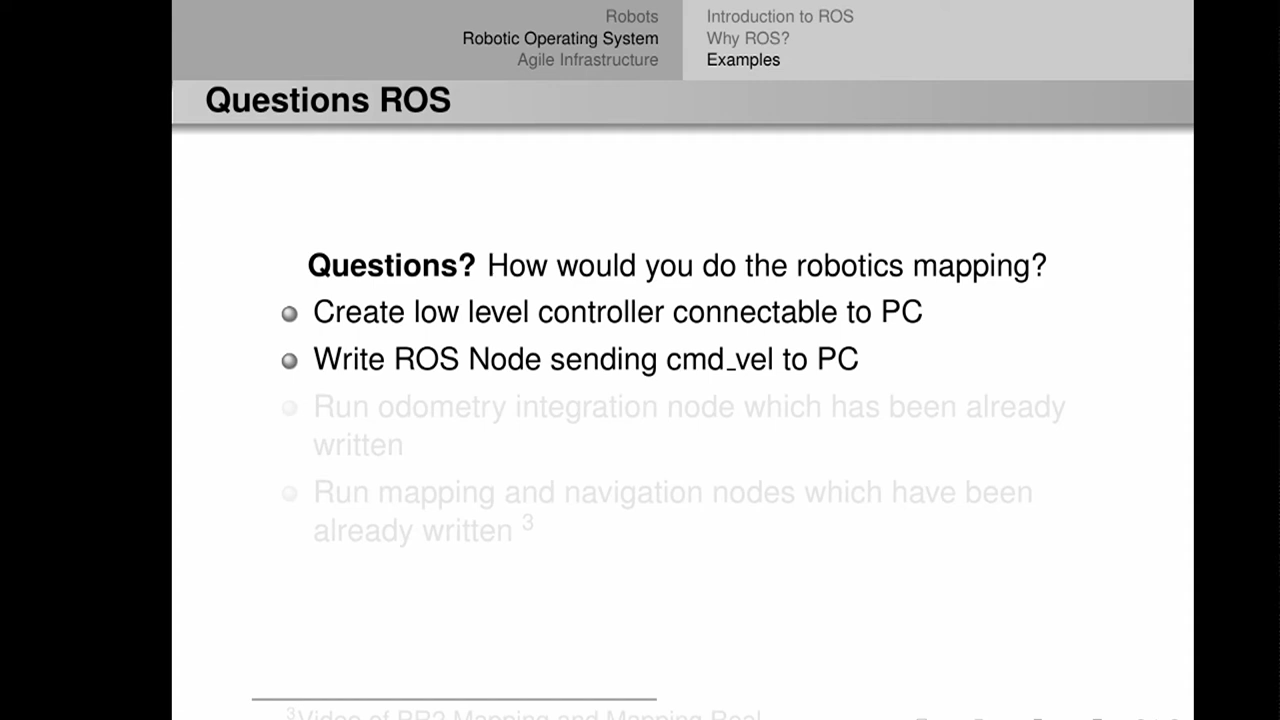 Robots
Robotic Operating System
Agile Infrastructure
Introduction to ROS
Why ROS?
Examples
Questions ROS
Questions? How would you do the robotics mapping?
Create low level controller connectable to PC
Write ROS Node sending cmd_vel to PC
Run odometry integration node which has been already
written
Run mapping and navigation nodes which have been
already written 3
3Video of PR2 Mapping and Mapping Real